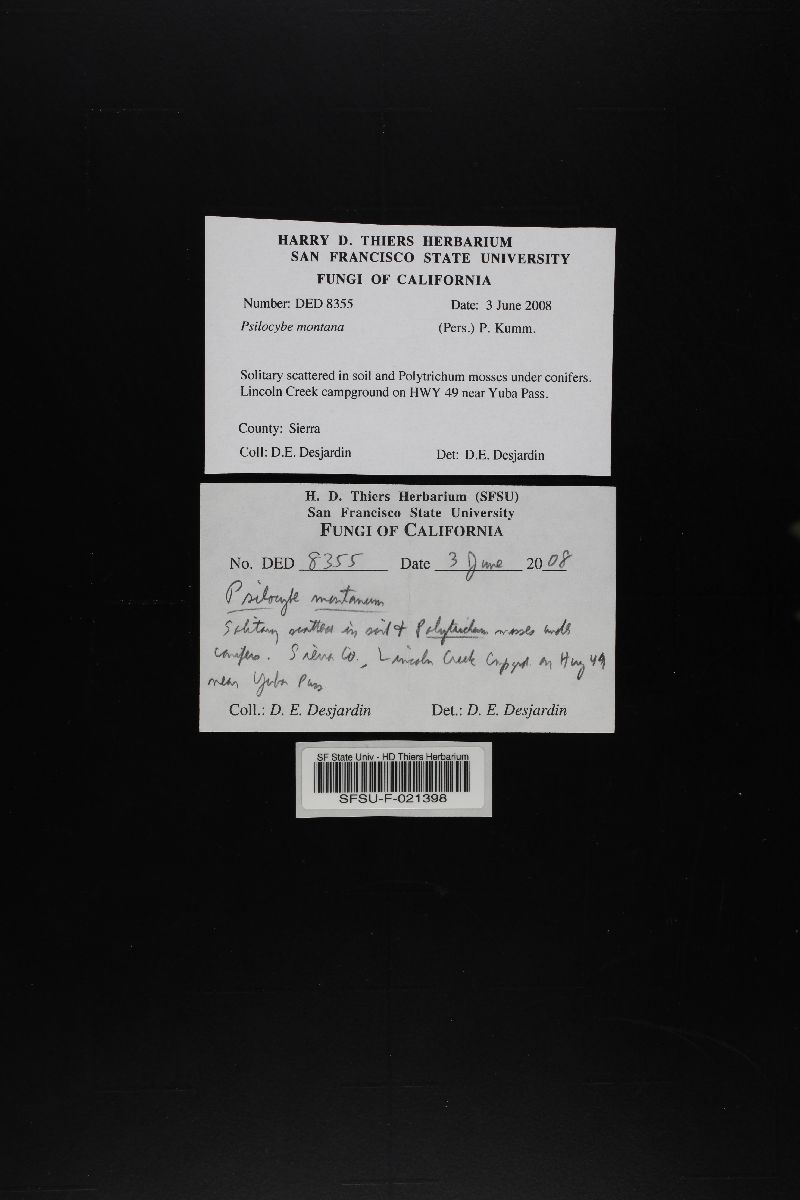 HARRY D. THIERS HERBARIUM
SAN FRANCISCO STATE UNIVERSITY
FUNGI OF CALIFORNIA
Number: DED 8355 Date: 3 June 2008
Psilocybe montana (Pers.) P. Kumm.
Solitary scattered in soil and Polytrichum mosses under conifers.
Lincoln Creek campground on HWY 49 near Yuba Pass.
County: Sierra
Coll: D.E. Desjardin Det: D.E. Desjardin
H. D. Thiers Herbarium (SFSU)
San Francisco State University
FUNGI OF CALIFORNIA
No. DED 8355 Date 3 June 2008
Psilocybe montanum
Solitary scattered in soil + Polytrichum mosses under
conifers. Sierra Co., Lincoln Creek Cmpgrd. on Hwy 49
near Yuba Pass
Coll.: D. E. Desjardin Det.: D. E. Desjardin
SF State Univ - HD Thiers Herbarium
SFSU-F-021398